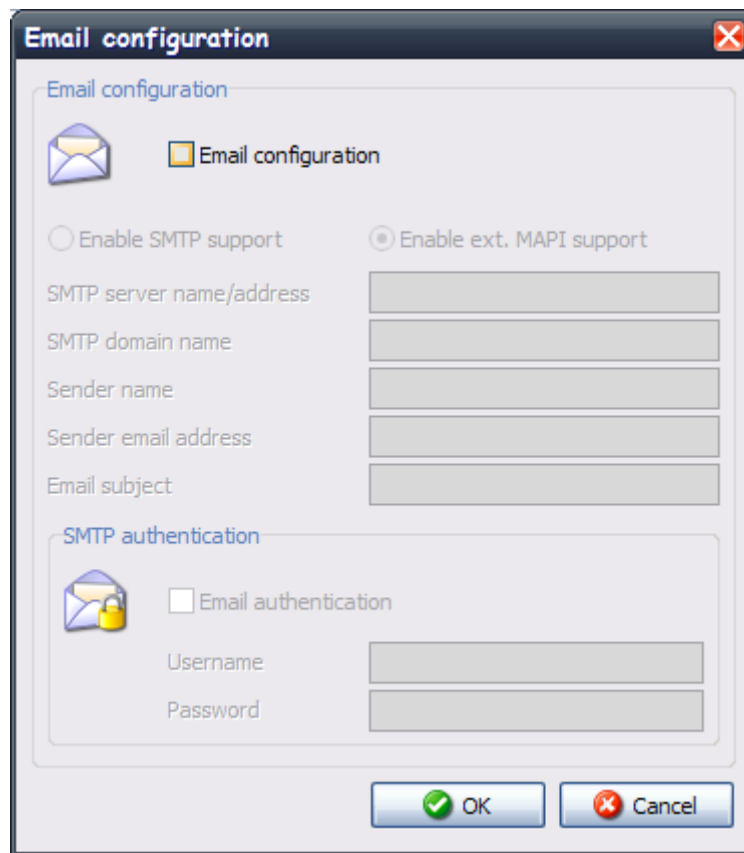 Email configuration
Email configuration
Email configuration
Enable SMTP support Enable ext. MAPI support
SMTP server name/address
SMTP domain name
Sender name
Sender email address
Email subject
SMTP authentication
Email authentication
Username
Password
OK Cancel